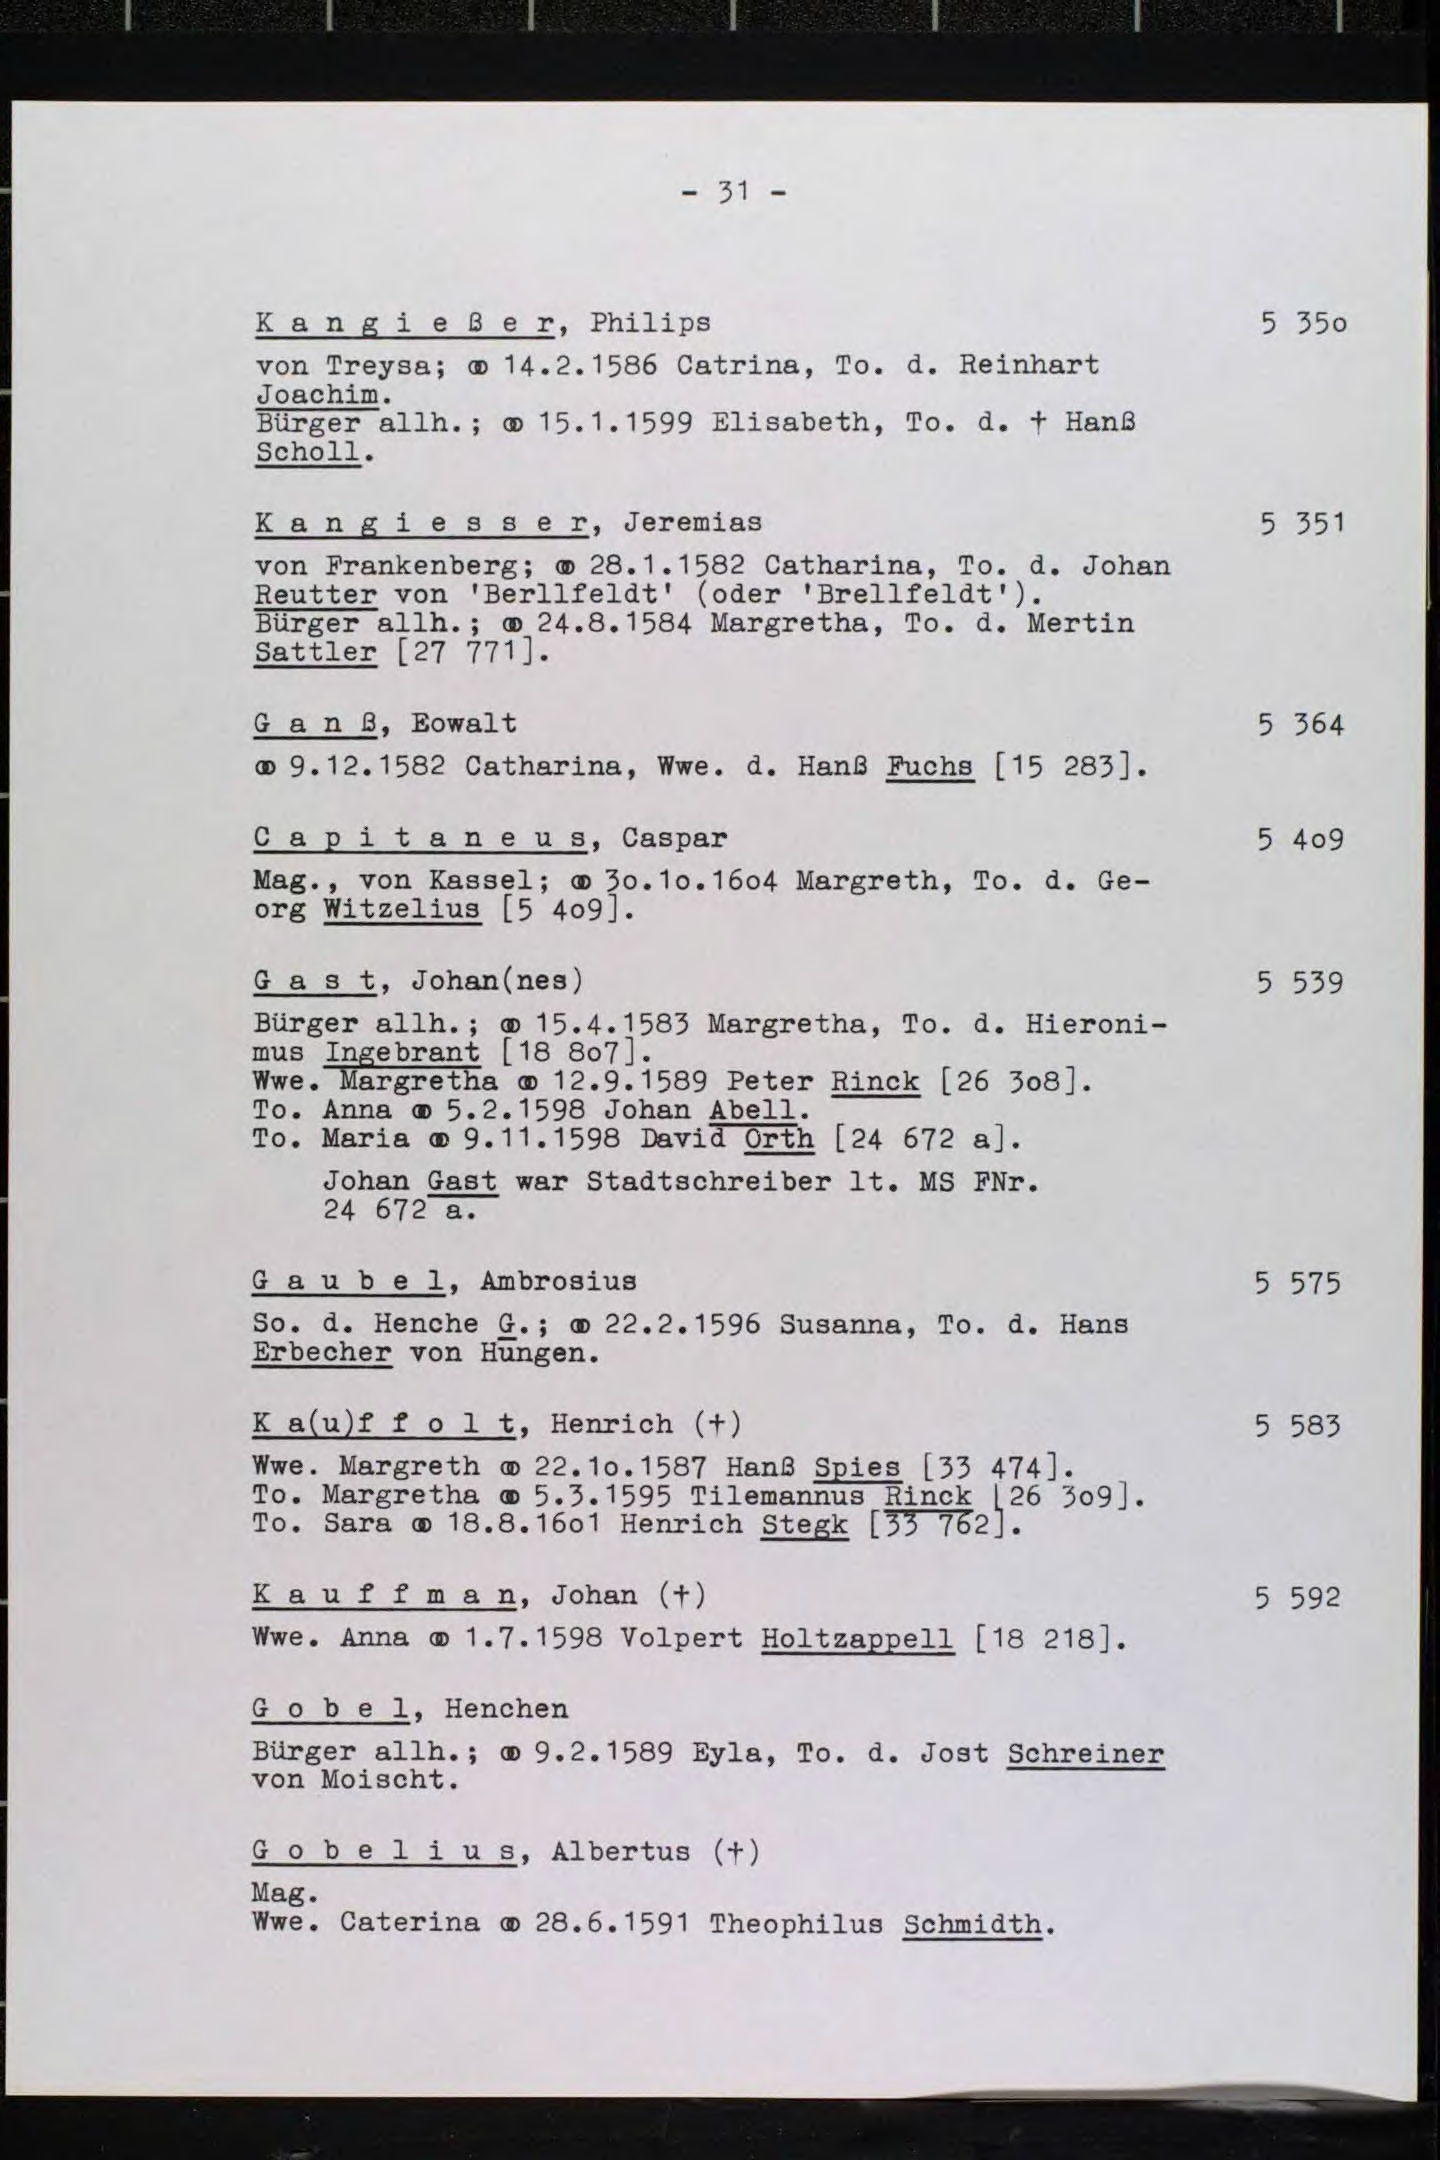 - 31 -
K a n g i e ß e r, Philips 5 35o
von Treysa; ⚭ 14.2.1586 Catrina, To. d. Reinhart
Joachim.
Bürger allh.; ⚭ 15.1.1599 Elisabeth, To. d. † Hanß
Scholl.
K a n g i e s s e r, Jeremias 5 351
von Frankenberg; ⚭ 28.1.1582 Catharina, To. d. Johan
Reutter von 'Berllfeldt' (oder 'Brellfeldt').
Bürger allh.; ⚭ 24.8.1584 Margretha, To. d. Mertin
Sattler [27 771].
G a n ß, Eowalt 5 364
⚭ 9.12.1582 Catharina, Wwe. d. Hanß Fuchs [15 283].
C a p i t a n e u s, Caspar 5 4o9
Mag., von Kassel; ⚭ 3o.1o.16o4 Margreth, To. d. Ge-
org Witzelius [5 4o9].
G a s t, Johan(nes) 5 539
Bürger allh.; ⚭ 15.4.1583 Margretha, To. d. Hieroni-
mus Ingebrant [18 8o7].
Wwe. Margretha ⚭ 12.9.1589 Peter Rinck [26 3o8].
To. Anna ⚭ 5.2.1598 Johan Abell.
To. Maria ⚭ 9.11.1598 David Orth [24 672 a].
Johan Gast war Stadtschreiber lt. MS FNr.
24 672 a.
G a u b e l, Ambrosius 5 575
So. d. Henche G.; ⚭ 22.2.1596 Susanna, To. d. Hans
Erbecher von Hungen.
K a(u)f f o l t, Henrich (†) 5 583
Wwe. Margreth ⚭ 22.1o.1587 Hanß Spies [33 474].
To. Margretha ⚭ 5.3.1595 Tilemannus Rinck [26 3o9].
To. Sara ⚭ 18.8.16o1 Henrich Stegk [33 762].
K a u f f m a n, Johan (†) 5 592
Wwe. Anna ⚭ 1.7.1598 Volpert Holtzappell [18 218].
G o b e l, Henchen
Bürger allh.; ⚭ 9.2.1589 Eyla, To. d. Jost Schreiner
von Moischt.
G o b e l i u s, Albertus (†)
Mag.
Wwe. Caterina ⚭ 28.6.1591 Theophilus Schmidth.